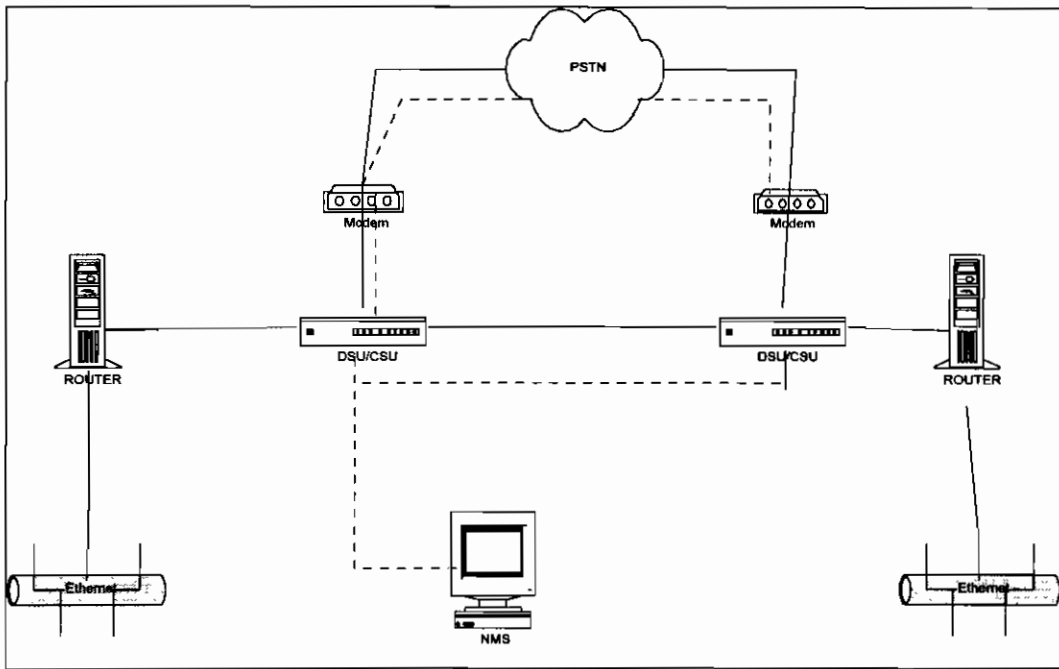 PSTN
Modem
Modem
DSU/CSU
DSU/CSU
ROUTER
ROUTER
Ethernet
Ethernet
NMS